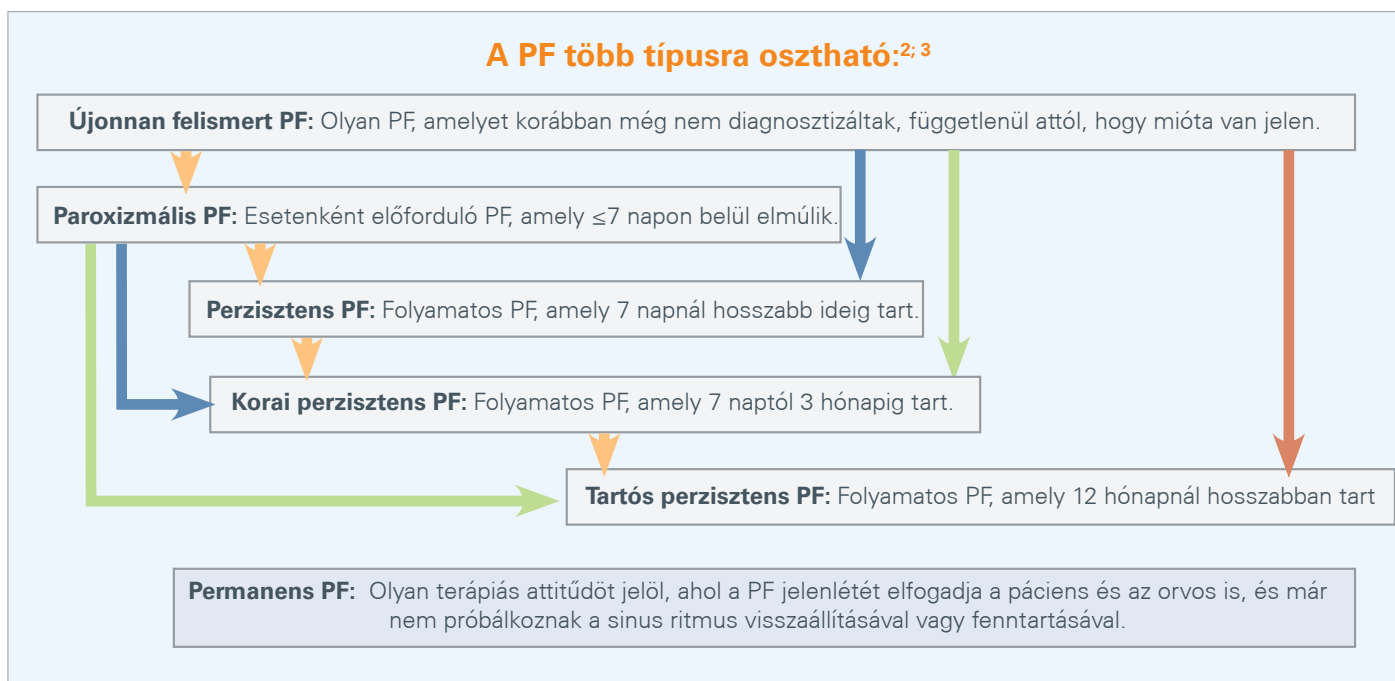 A PF több típusra osztható:2; 3
Újonnan felismert PF: Olyan PF, amelyet korábban még nem diagnosztizáltak, függetlenül attól, hogy mióta van jelen.
Paroxizmális PF: Esetenként előforduló PF, amely ≤7 napon belül elmúlik.
Perzisztens PF: Folyamatos PF, amely 7 napnál hosszabb ideig tart.
Korai perzisztens PF: Folyamatos PF, amely 7 naptól 3 hónapig tart.
Tartós perzisztens PF: Folyamatos PF, amely 12 hónapnál hosszabban tart
Permanens PF: Olyan terápiás attitűdöt jelöl, ahol a PF jelenlétét elfogadja a páciens és az orvos is, és már
nem próbálkoznak a sinus ritmus visszaállításával vagy fenntartásával.